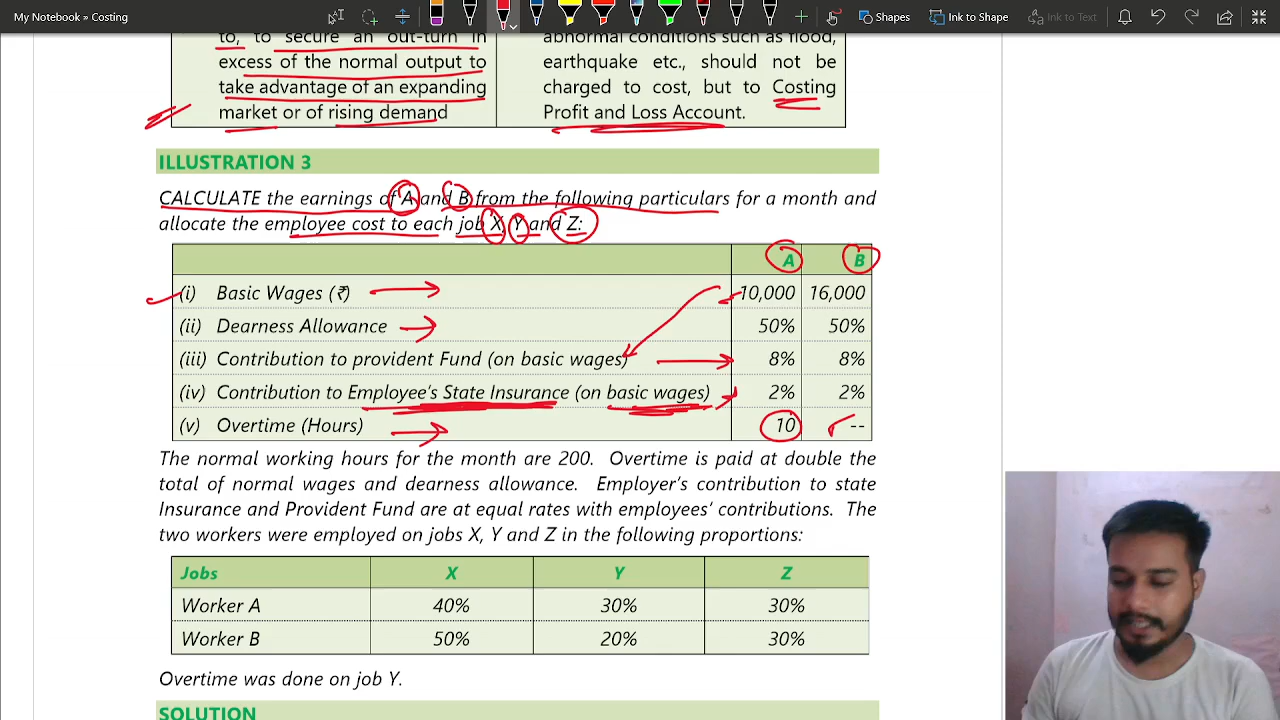 My Notebook » Costing
Shapes
Ink to Shape
Ink to Text
to, to secure an out-turn in
excess of the normal output to
take advantage of an expanding
market or of rising demand
abnormal conditions such as flood,
earthquake etc., should not be
charged to cost, but to Costing
Profit and Loss Account.
ILLUSTRATION 3
CALCULATE the earnings of A and B from the following particulars for a month and
allocate the employee cost to each job X, Y and Z:
A B
(i) Basic Wages (₹) 10,000 16,000
(ii) Dearness Allowance 50% 50%
(iii) Contribution to provident Fund (on basic wages) 8% 8%
(iv) Contribution to Employee's State Insurance (on basic wages) 2% 2%
(v) Overtime (Hours) 10 --
The normal working hours for the month are 200. Overtime is paid at double the
total of normal wages and dearness allowance. Employer's contribution to state
Insurance and Provident Fund are at equal rates with employees' contributions. The
two workers were employed on jobs X, Y and Z in the following proportions:
Jobs X Y Z
Worker A 40% 30% 30%
Worker B 50% 20% 30%
Overtime was done on job Y.
SOLUTION